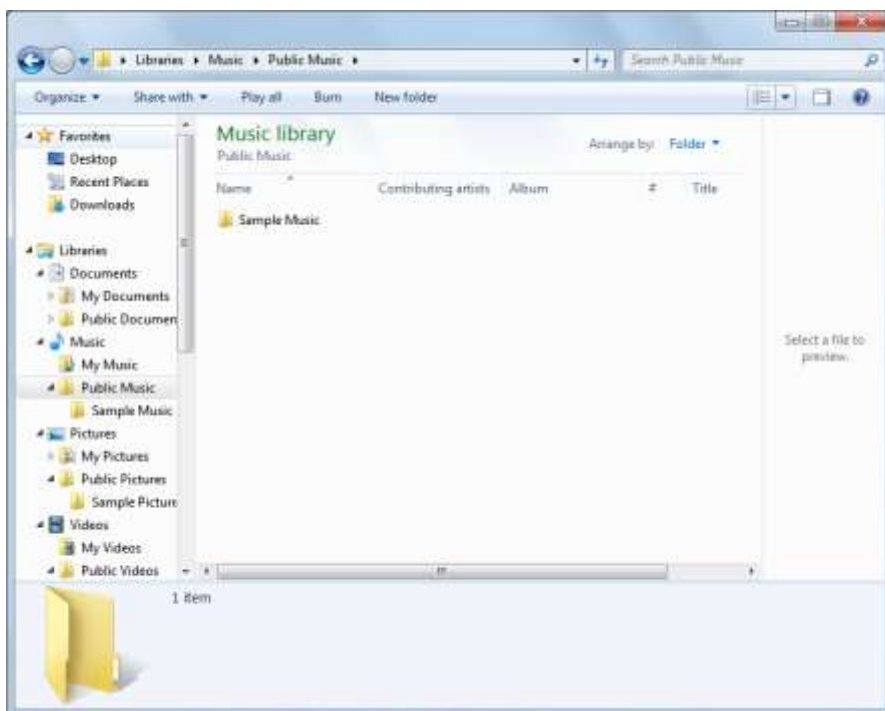 Libraries Music Public Music
Search Public Music
Organize Share with Play all Burn New folder
Favorites
Desktop
Recent Places
Downloads
Libraries
Documents
My Documents
Public Documen
Music
My Music
Public Music
Sample Music
Pictures
My Pictures
Public Pictures
Sample Picture
Videos
My Videos
Public Videos
Music library
Public Music
Arrange by: Folder
Name Contributing artists Album # Title
Sample Music
Select a file to
preview.
1 item